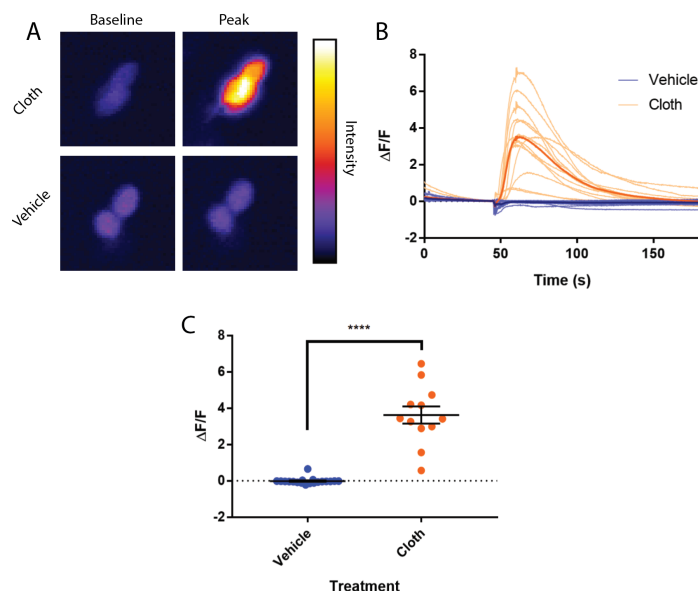 A
Baseline
Peak
Cloth
Vehicle
Intensity
B
8
6
4
2
0
-2
ΔF/F
0
50
100
150
Time (s)
Vehicle
Cloth
C
****
8
6
4
2
0
-2
ΔF/F
Vehicle
Cloth
Treatment